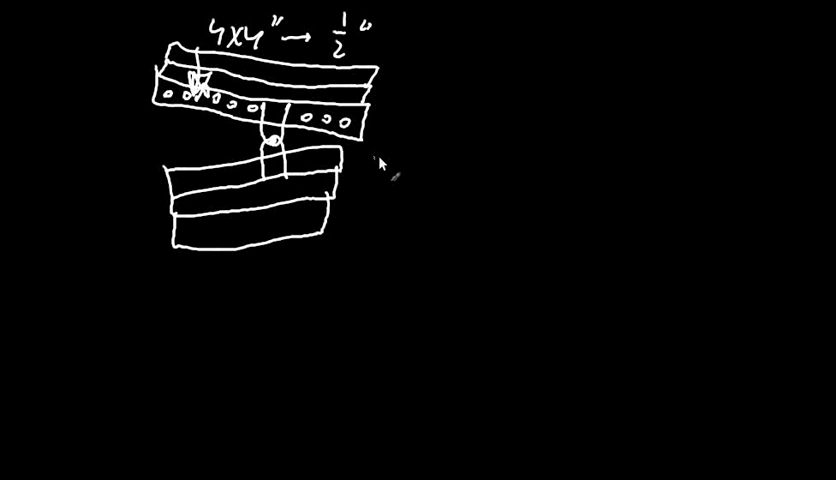 4x4" → 1/2"